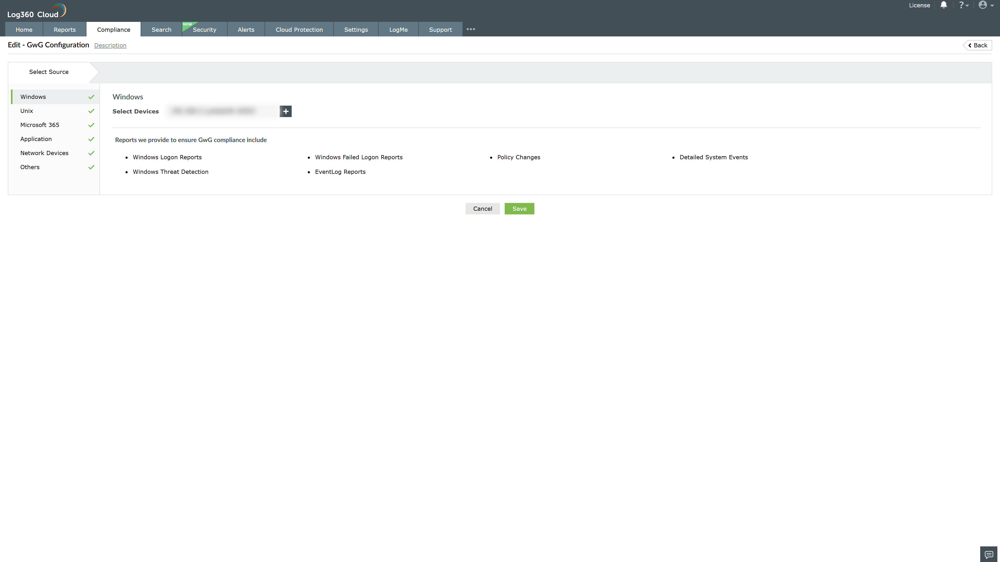 License
?
Log360 Cloud
Home Reports Compliance Search NEW Security Alerts Cloud Protection Settings LogMe Support
Edit - GwG Configuration Description
Back
Select Source
Windows
Unix
Microsoft 365
Application
Network Devices
Others
Windows
Select Devices
+
Reports we provide to ensure GwG compliance include
• Windows Logon Reports • Windows Failed Logon Reports • Policy Changes • Detailed System Events
• Windows Threat Detection • EventLog Reports
Cancel Save